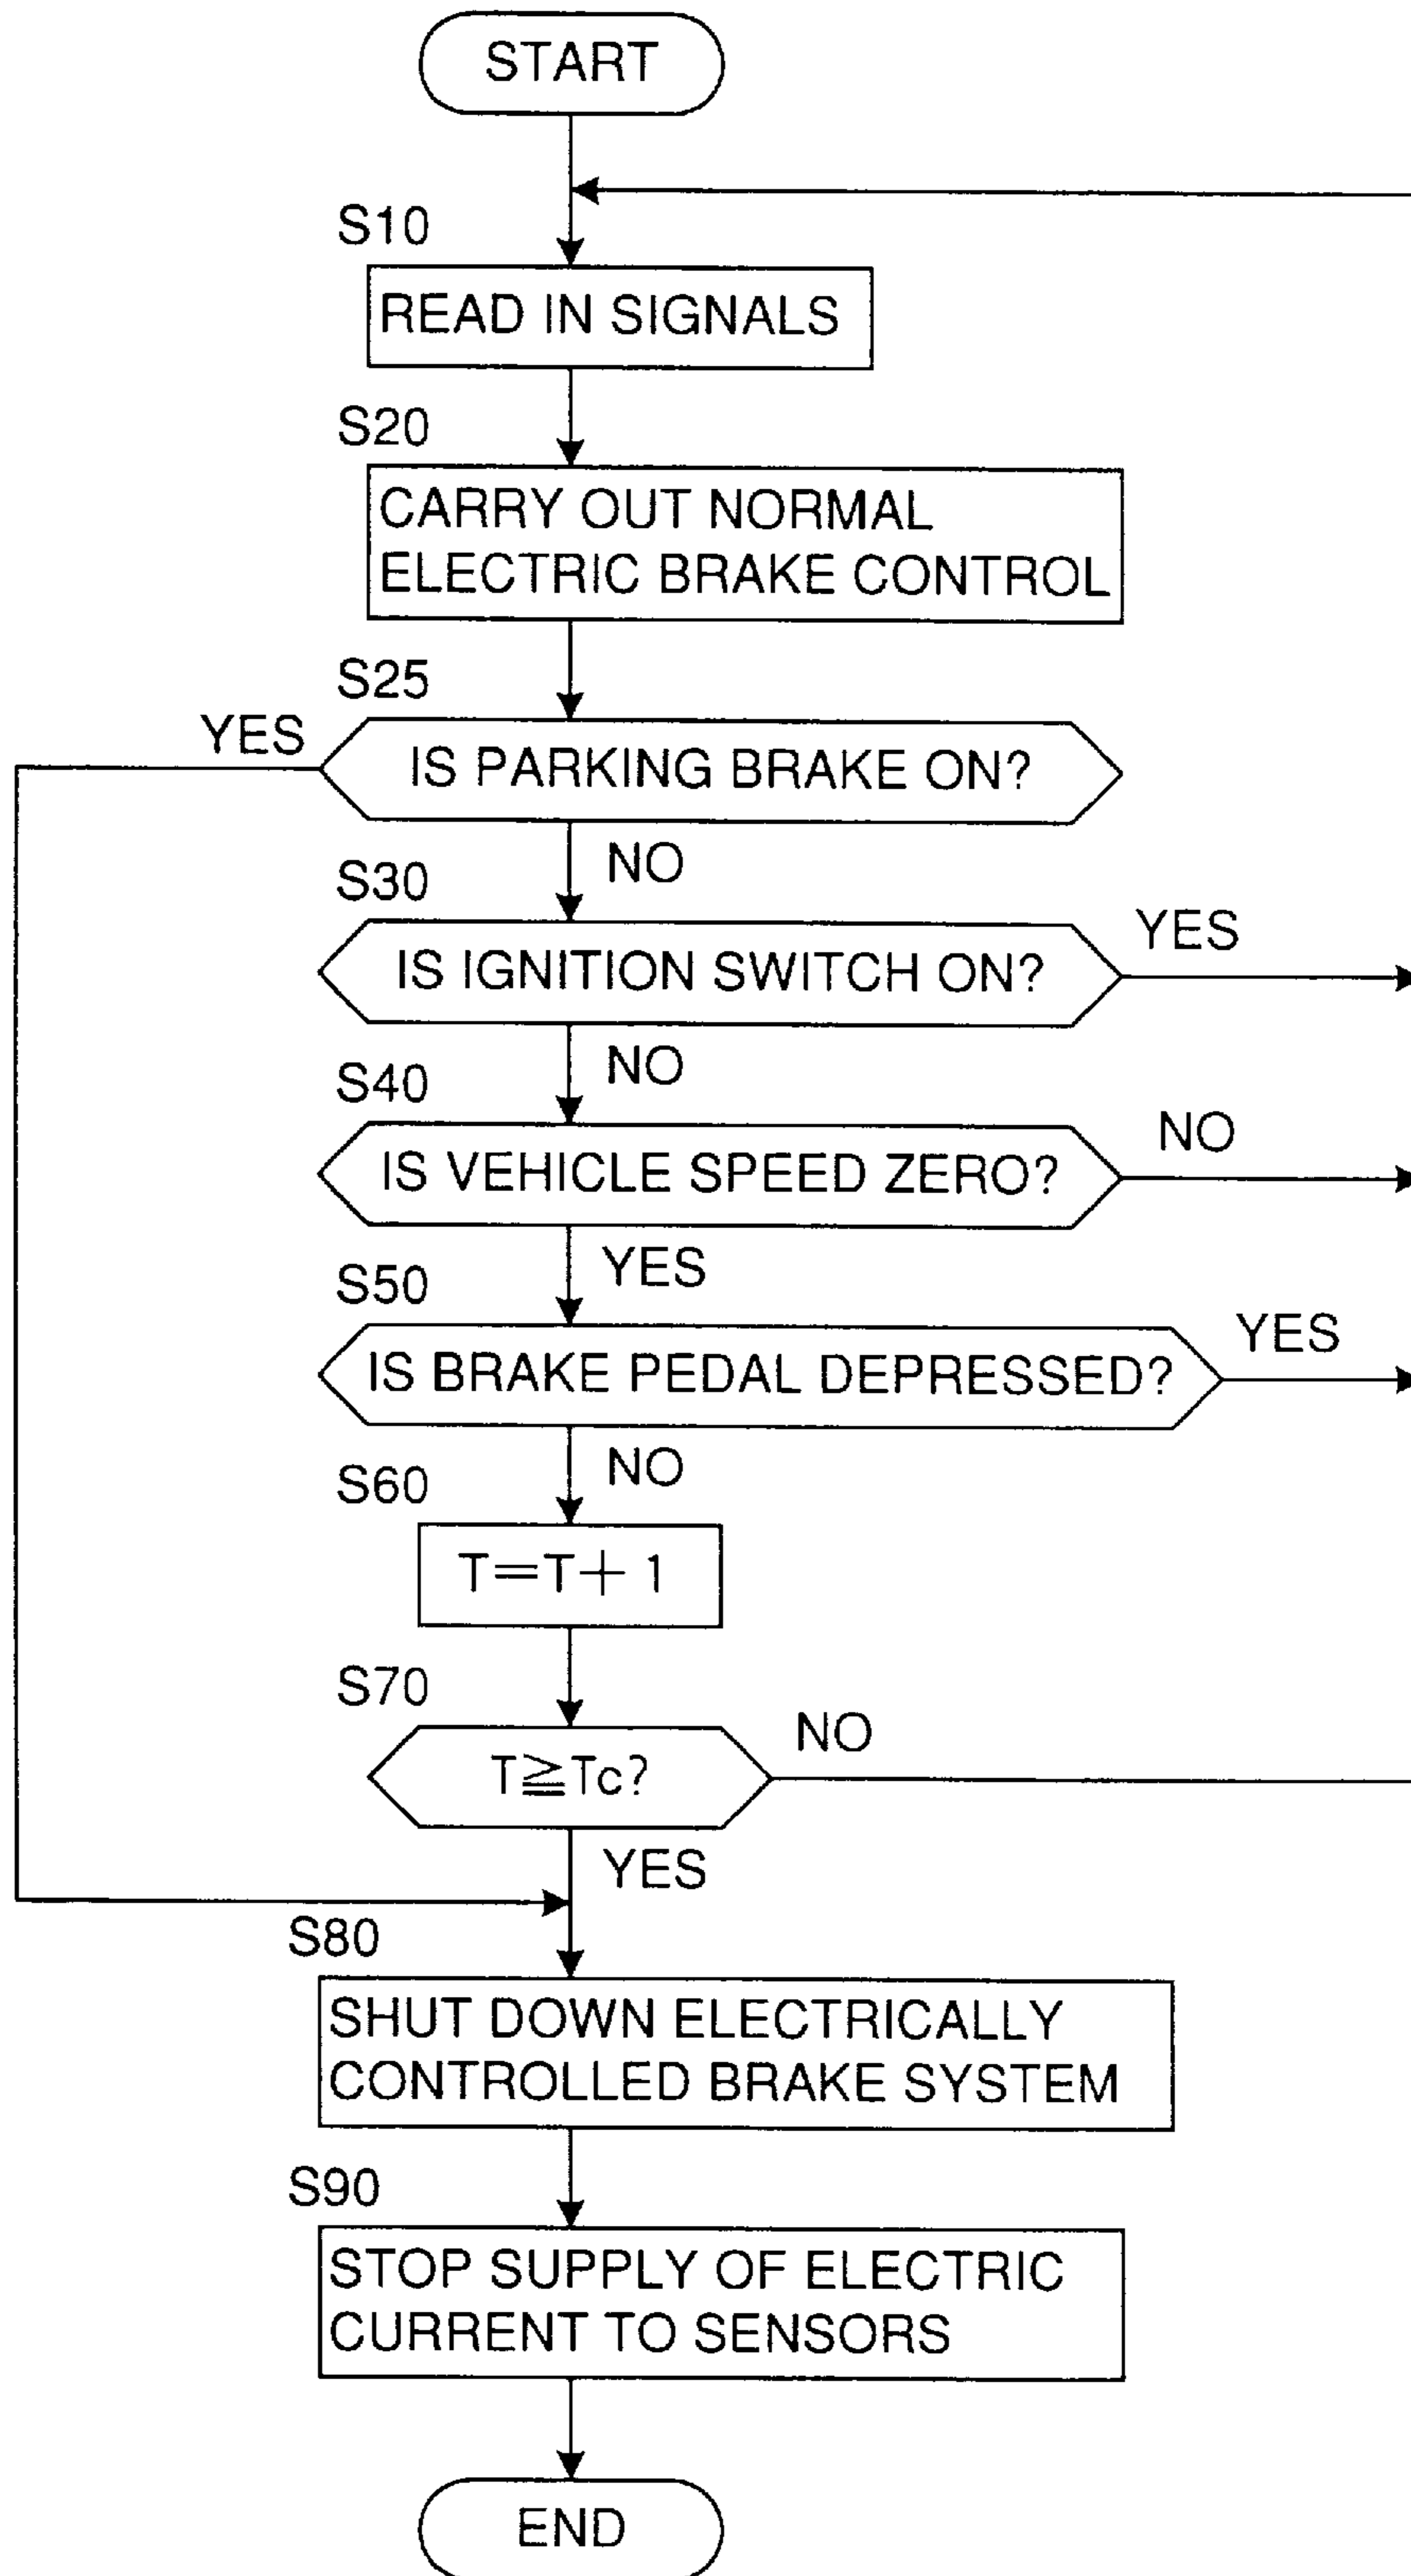 START
S10
READ IN SIGNALS
S20
CARRY OUT NORMAL
ELECTRIC BRAKE CONTROL
S25
YES
IS PARKING BRAKE ON?
NO
S30
YES
IS IGNITION SWITCH ON?
NO
S40
NO
IS VEHICLE SPEED ZERO?
YES
S50
YES
IS BRAKE PEDAL DEPRESSED?
NO
S60
T=T+1
S70
NO
T≧Tc?
YES
S80
SHUT DOWN ELECTRICALLY
CONTROLLED BRAKE SYSTEM
S90
STOP SUPPLY OF ELECTRIC
CURRENT TO SENSORS
END